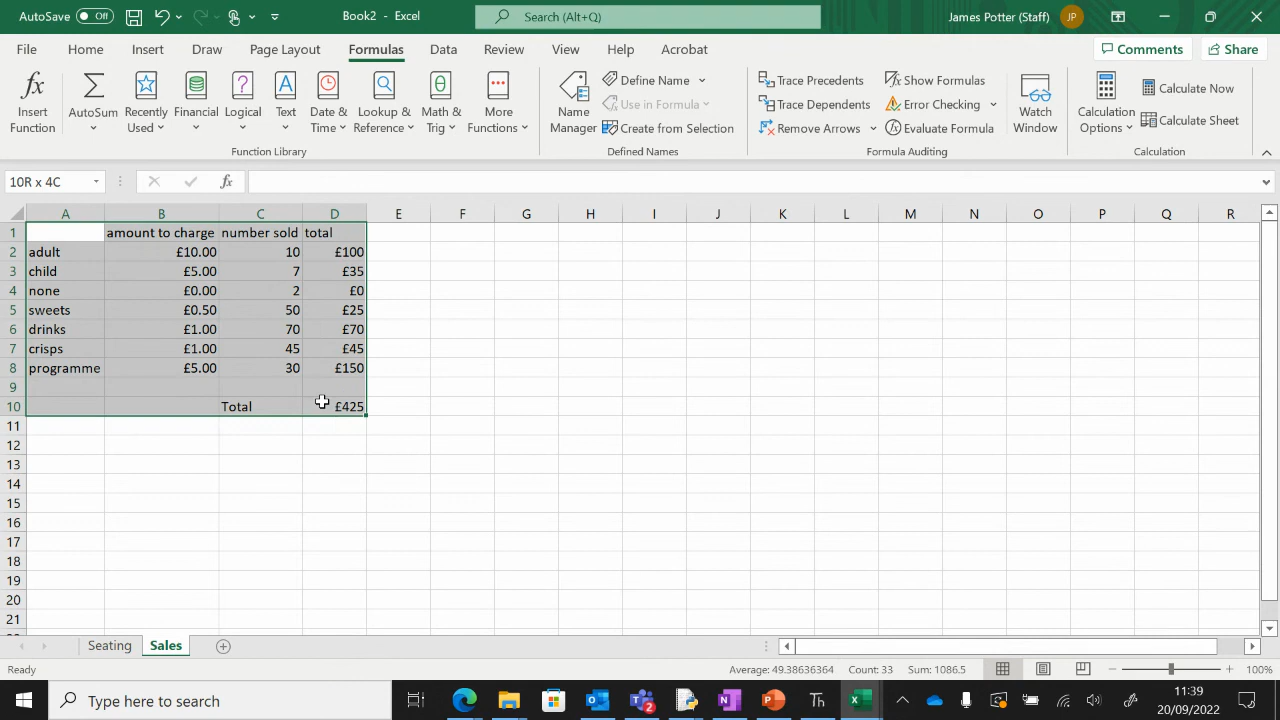 AutoSave Off Book2 - Excel Search (Alt+Q) James Potter (Staff) JP
File Home Insert Draw Page Layout Formulas Data Review View Help Acrobat Comments Share
Insert Function
AutoSum
Recently Used
Financial
Logical
Text
Date & Time
Lookup & Reference
Math & Trig
More Functions
Function Library
Name Manager
Define Name
Use in Formula
Create from Selection
Defined Names
Trace Precedents
Trace Dependents
Remove Arrows
Show Formulas
Error Checking
Evaluate Formula
Formula Auditing
Watch Window
Calculation Options
Calculate Now
Calculate Sheet
Calculation
10R x 4C fx
A B C D E F G H I J K L M N O P Q R
1 amount to charge number sold total
2 adult £10.00 10 £100
3 child £5.00 7 £35
4 none £0.00 2 £0
5 sweets £0.50 50 £25
6 drinks £1.00 70 £70
7 crisps £1.00 45 £45
8 programme £5.00 30 £150
9
10 Total £425
11
12
13
14
15
16
17
18
19
20
21
Seating Sales
Ready Average: 49.38636364 Count: 33 Sum: 1086.5 100%
Type here to search 2 Th 11:39
20/09/2022